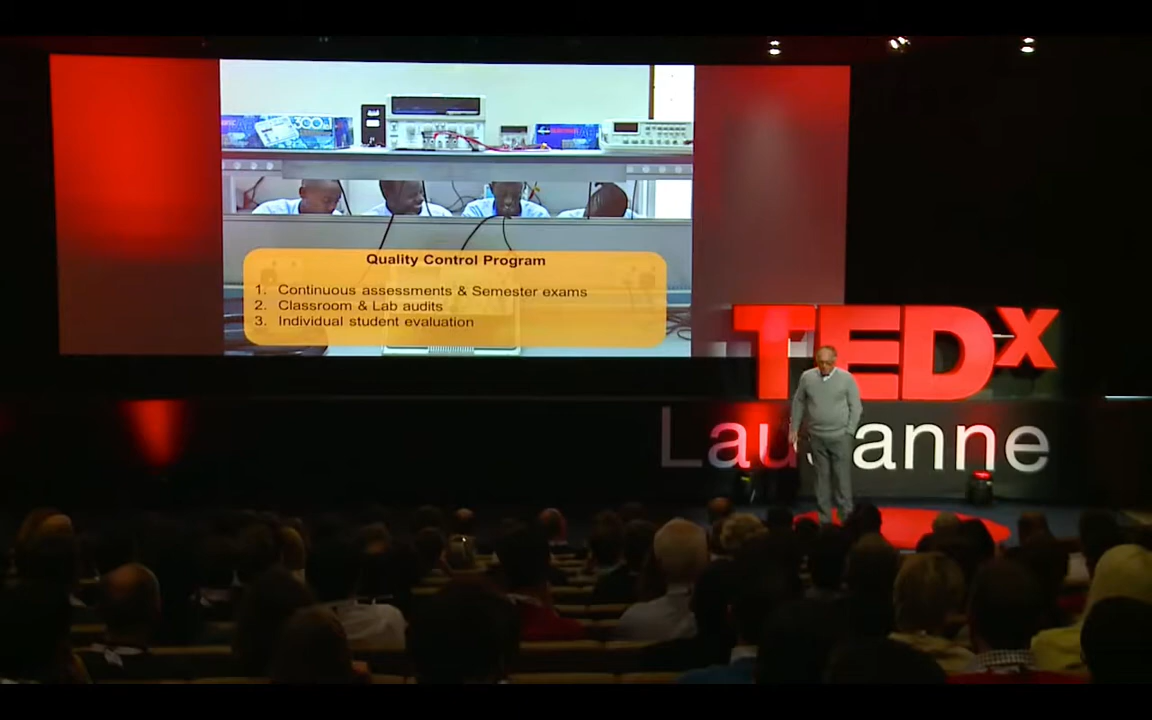 Quality Control Program
1. Continuous assessments & Semester exams
2. Classroom & Lab audits
3. Individual student evaluation
TEDx
Lausanne